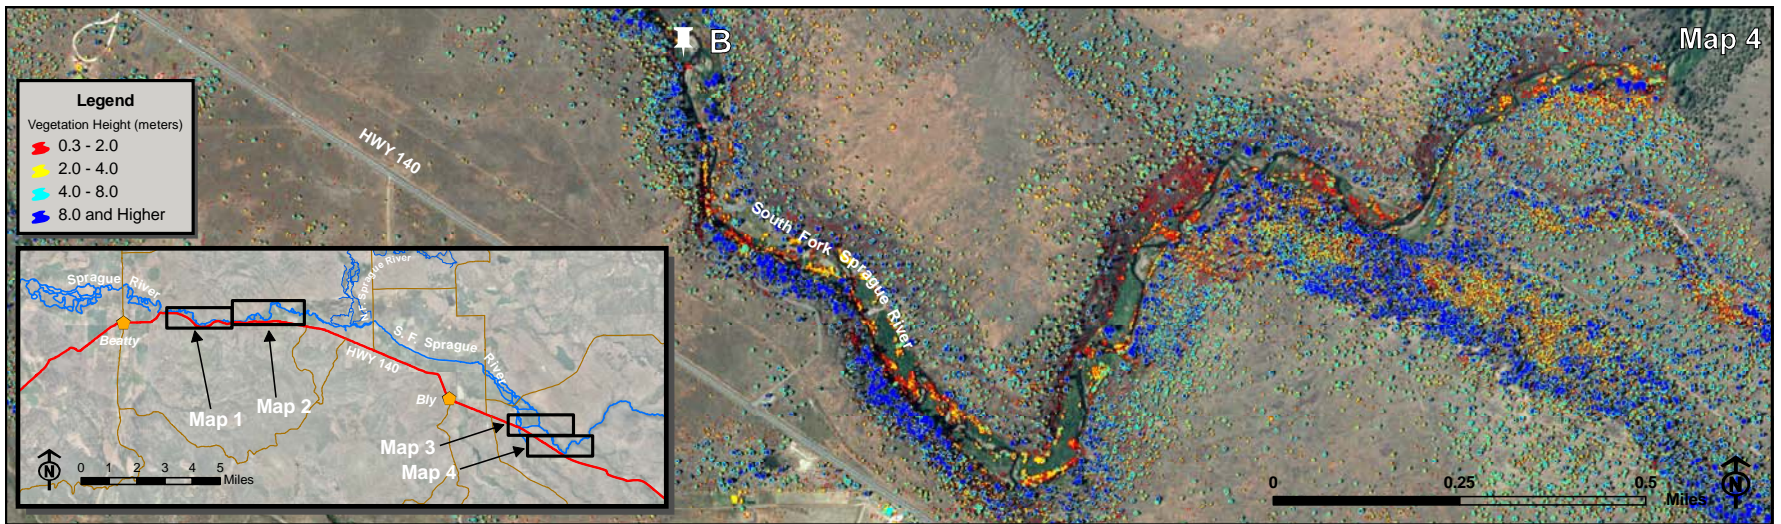 B
Map 4
Legend
Vegetation Height (meters)
0.3 - 2.0
2.0 - 4.0
4.0 - 8.0
8.0 and Higher
HWY 140
South Fork Sprague River
Sprague River
N.F. Sprague River
S. F. Sprague River
Beatty
HWY 140
Bly
Map 1
Map 2
Map 3
Map 4
N
0 1 2 3 4 5
Miles
0 0.25 0.5
Miles
N